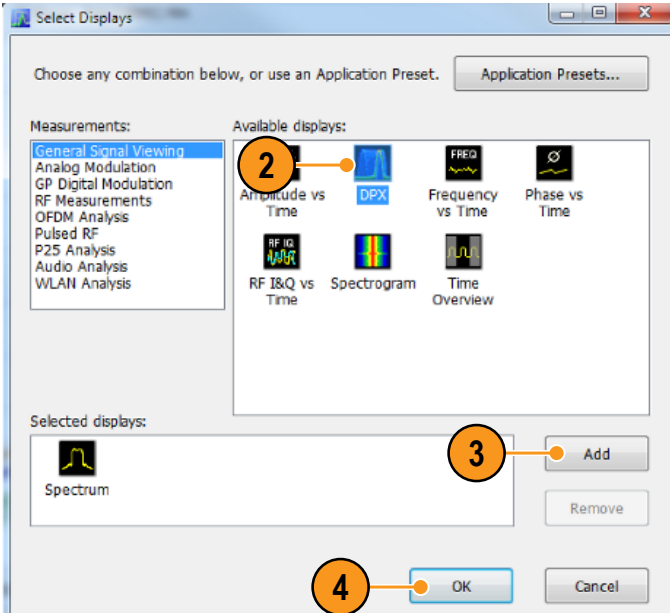 Select Displays
Choose any combination below, or use an Application Preset.
Application Presets...
Measurements:
Available displays:
General Signal Viewing
Analog Modulation
GP Digital Modulation
RF Measurements
OFDM Analysis
Pulsed RF
P25 Analysis
Audio Analysis
WLAN Analysis
2
FREQ
Amplitude vs
Time
DPX
Frequency
vs Time
Phase vs
Time
RF IQ
RF I&Q vs
Time
Spectrogram
Time
Overview
Selected displays:
Spectrum
3
Add
Remove
4
OK
Cancel